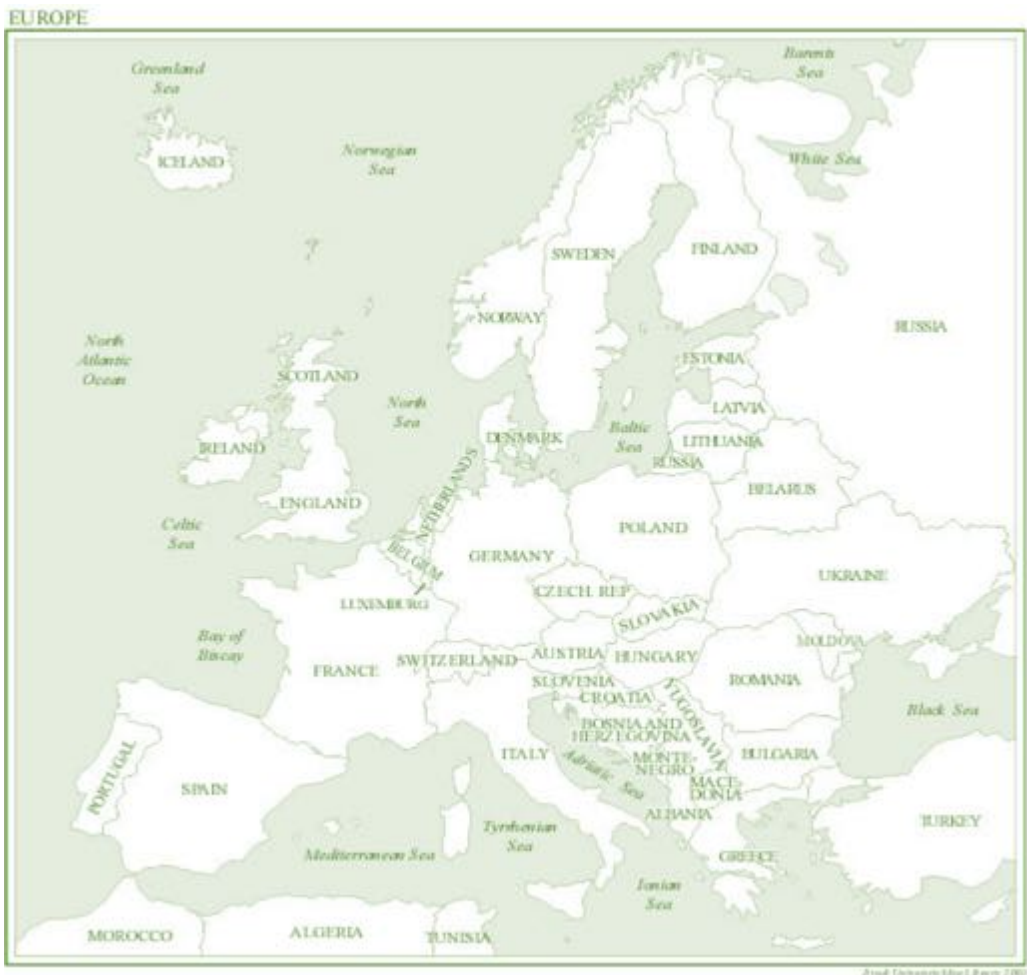 EUROPE
Greenland
Sea
Barents
Sea
ICELAND
Norwegian
Sea
White Sea
SWEDEN
FINLAND
NORWAY
RUSSIA
North
Atlantic
Ocean
SCOTLAND
ESTONIA
North
Sea
LATVIA
Baltic
Sea
IRELAND
DENMARK
LITHUANIA
RUSSIA
NETHERLANDS
BELARUS
ENGLAND
POLAND
Celtic
Sea
BELGIUM
GERMANY
UKRAINE
CZECH. REP
LUXEMBURG
SLOVAKIA
Bay of
Biscay
MOLDOVA
FRANCE
SWITZERLAND
AUSTRIA
HUNGARY
SLOVENIA
ROMANIA
CROATIA
YUGOSLAVIA
Black Sea
BOSNIA AND
HERZEGOVINA
ITALY
Adriatic Sea
MONTE-
NEGRO
BULGARIA
PORTUGAL
SPAIN
MACE-
DONIA
ALBANIA
TURKEY
Tyrrhenian
Sea
Mediterranean Sea
GREECE
Ionian
Sea
MOROCCO
ALGERIA
TUNISIA